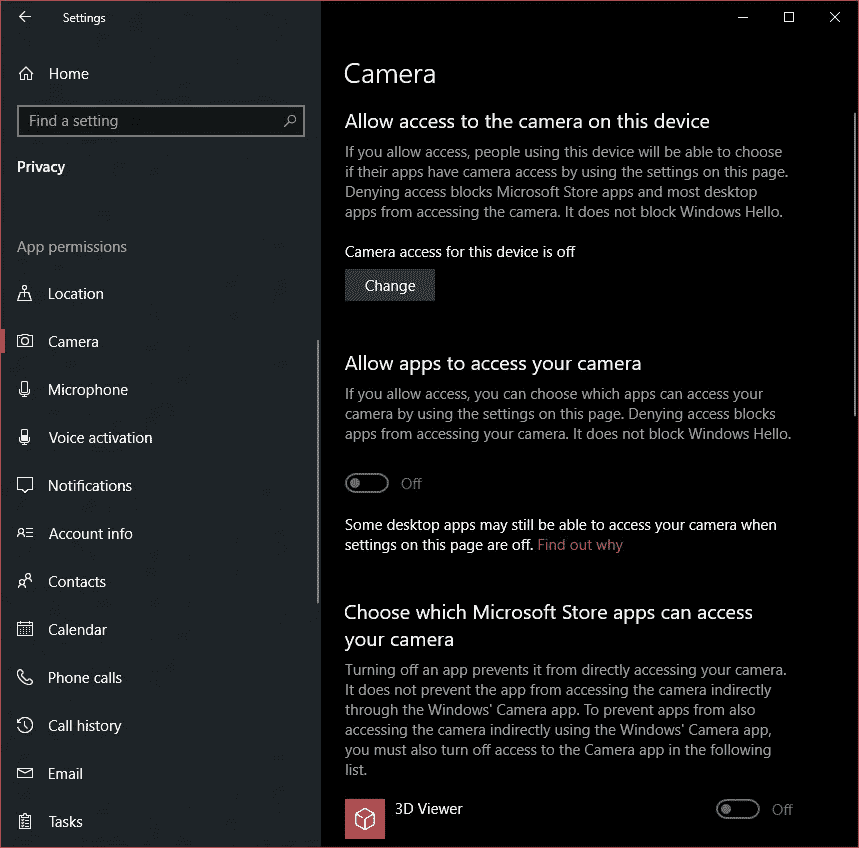 Settings
Home
Find a setting
Privacy
App permissions
Location
Camera
Microphone
Voice activation
Notifications
Account info
Contacts
Calendar
Phone calls
Call history
Email
Tasks
Camera
Allow access to the camera on this device
If you allow access, people using this device will be able to choose
if their apps have camera access by using the settings on this page.
Denying access blocks Microsoft Store apps and most desktop
apps from accessing the camera. It does not block Windows Hello.
Camera access for this device is off
Change
Allow apps to access your camera
If you allow access, you can choose which apps can access your
camera by using the settings on this page. Denying access blocks
apps from accessing your camera. It does not block Windows Hello.
Off
Some desktop apps may still be able to access your camera when
settings on this page are off. Find out why
Choose which Microsoft Store apps can access
your camera
Turning off an app prevents it from directly accessing your camera.
It does not prevent the app from accessing the camera indirectly
through the Windows' Camera app. To prevent apps from also
accessing the camera indirectly using the Windows' Camera app,
you must also turn off access to the Camera app in the following
list.
3D Viewer Off